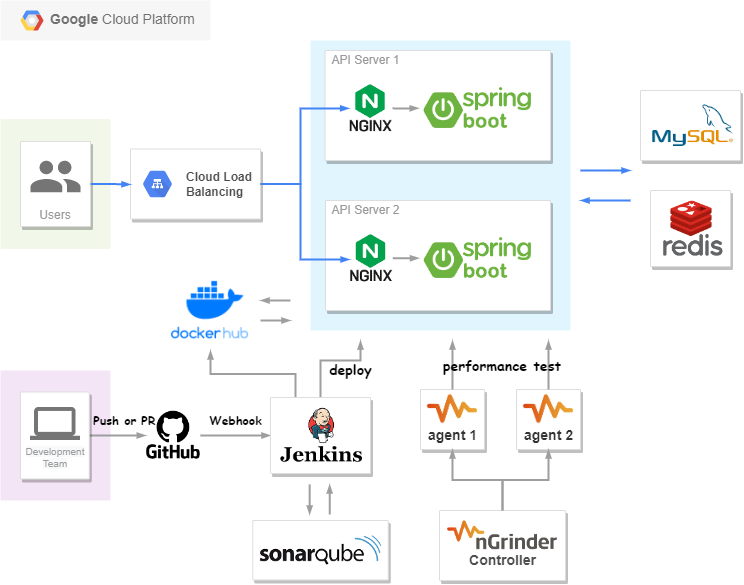 Google Cloud Platform
API Server 1
NGINX
spring
boot
MySQL®
Users
Cloud Load
Balancing
API Server 2
NGINX
spring
boot
redis
docker hub
deploy
performance test
Development
Team
Push or PR
GitHub
Webhook
Jenkins
agent 1
agent 2
sonarqube
nGrinder
Controller